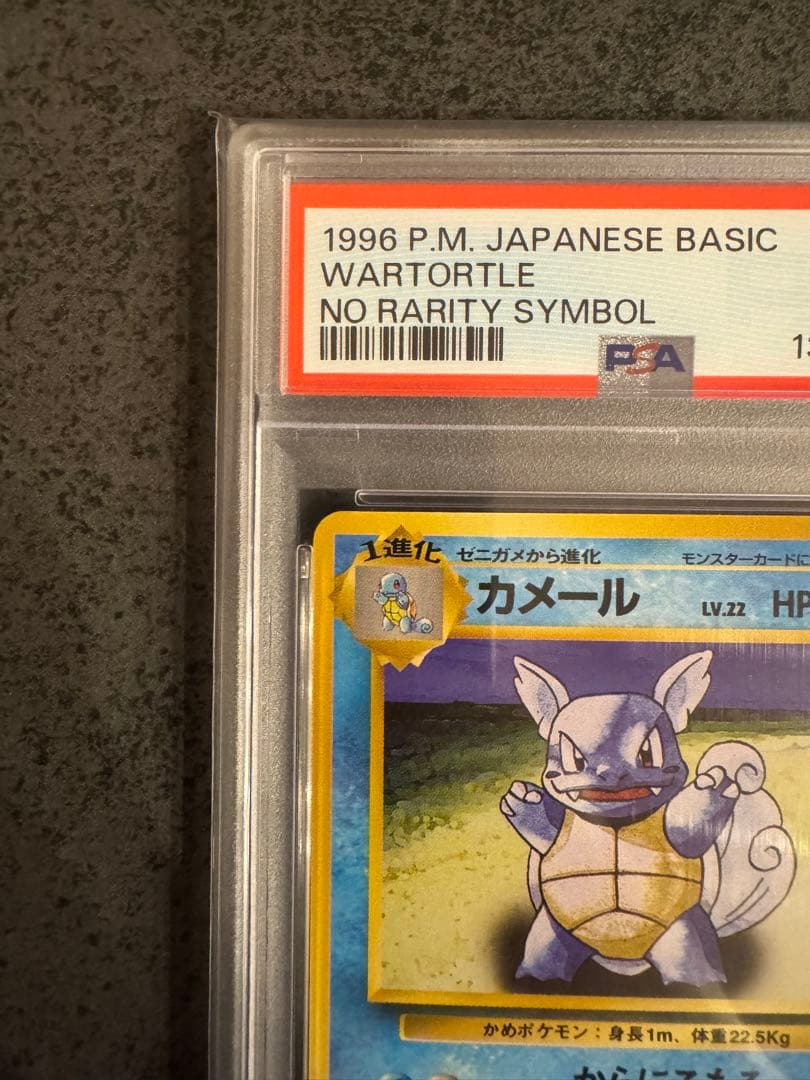 1996 P.M. JAPANESE BASIC
WARTORTLE
NO RARITY SYMBOL
PSA
1進化
ゼニガメから進化
モンスターカードに
カメール LV.22 HP
かめポケモン:身長1m、体重22.5Kg